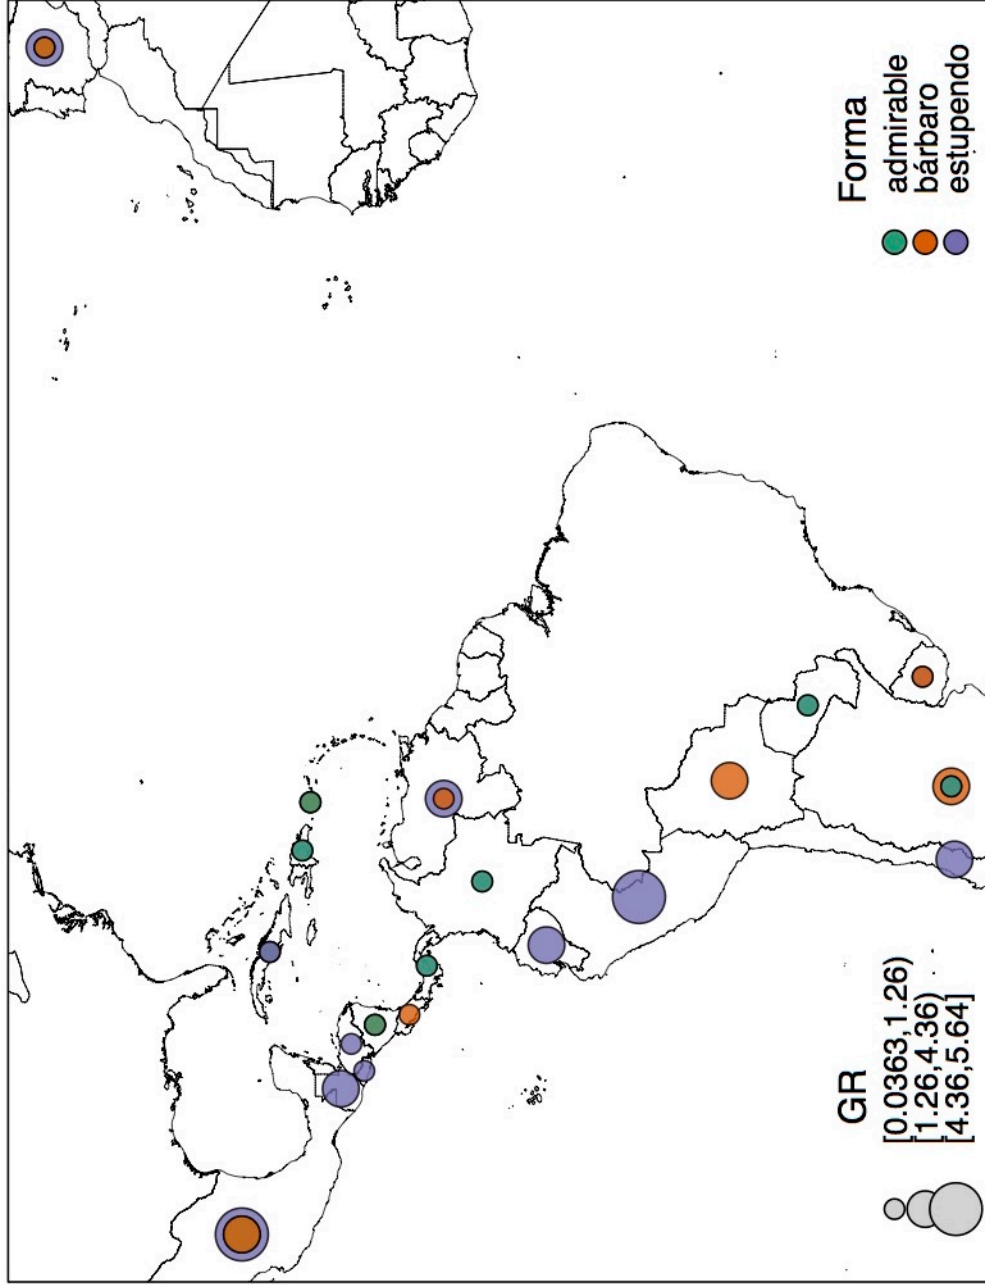 GR
[0.0363,1.26)
[1.26,4.36)
[4.36,5.64]
Forma
admirable
bárbaro
estupendo